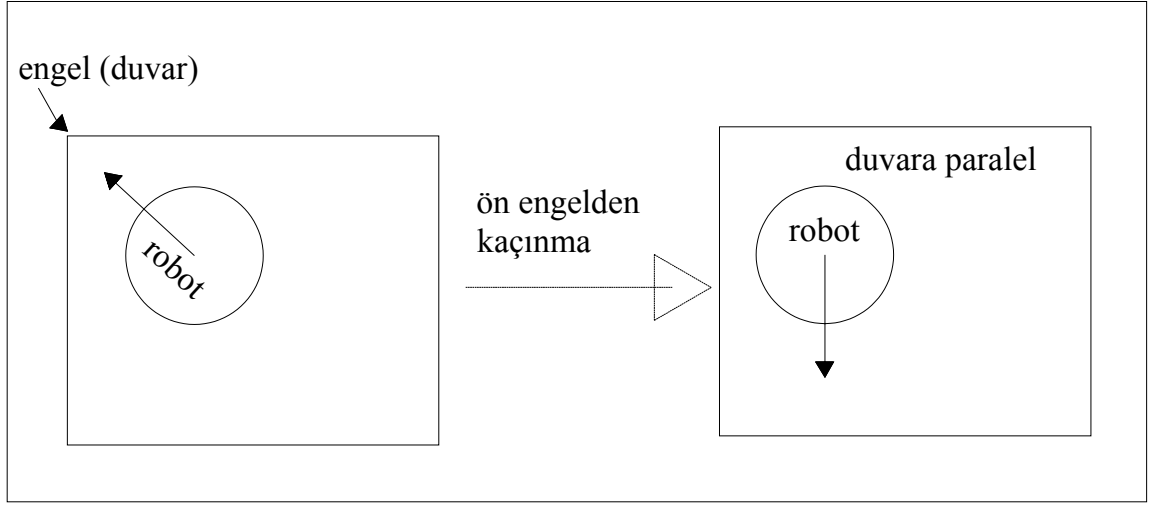 engel (duvar)
robot
ön engelden
kaçınma
duvara paralel
robot